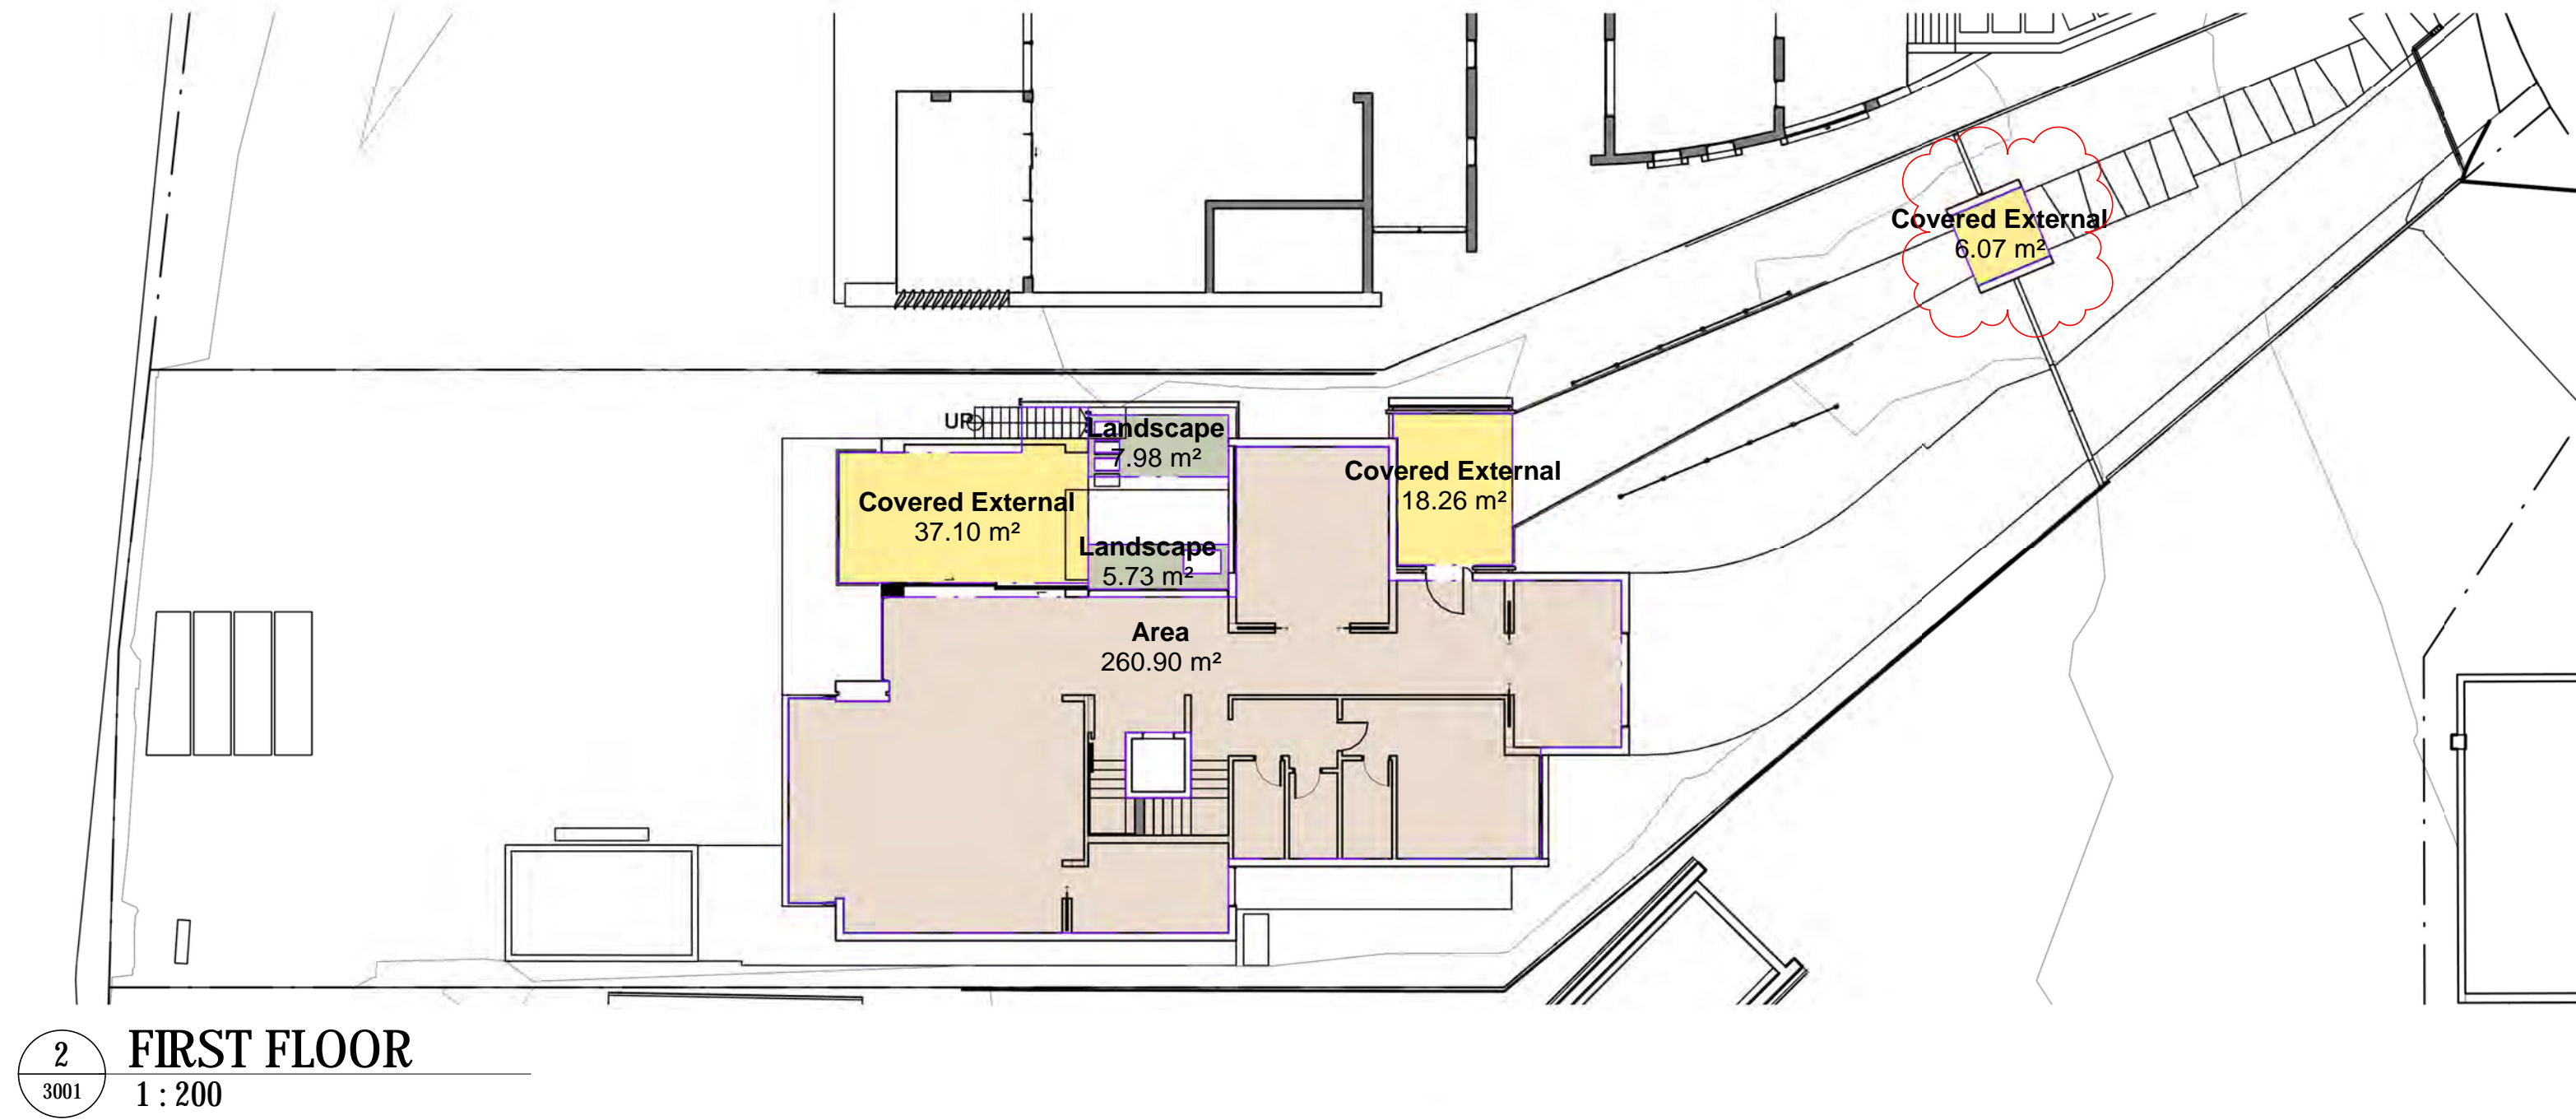 Covered External
6.07 m²
UP
Landscape
7.98 m²
Covered External
18.26 m²
Covered External
37.10 m²
Landscape
5.73 m²
Area
260.90 m²
2
3001
FIRST FLOOR
1 : 200